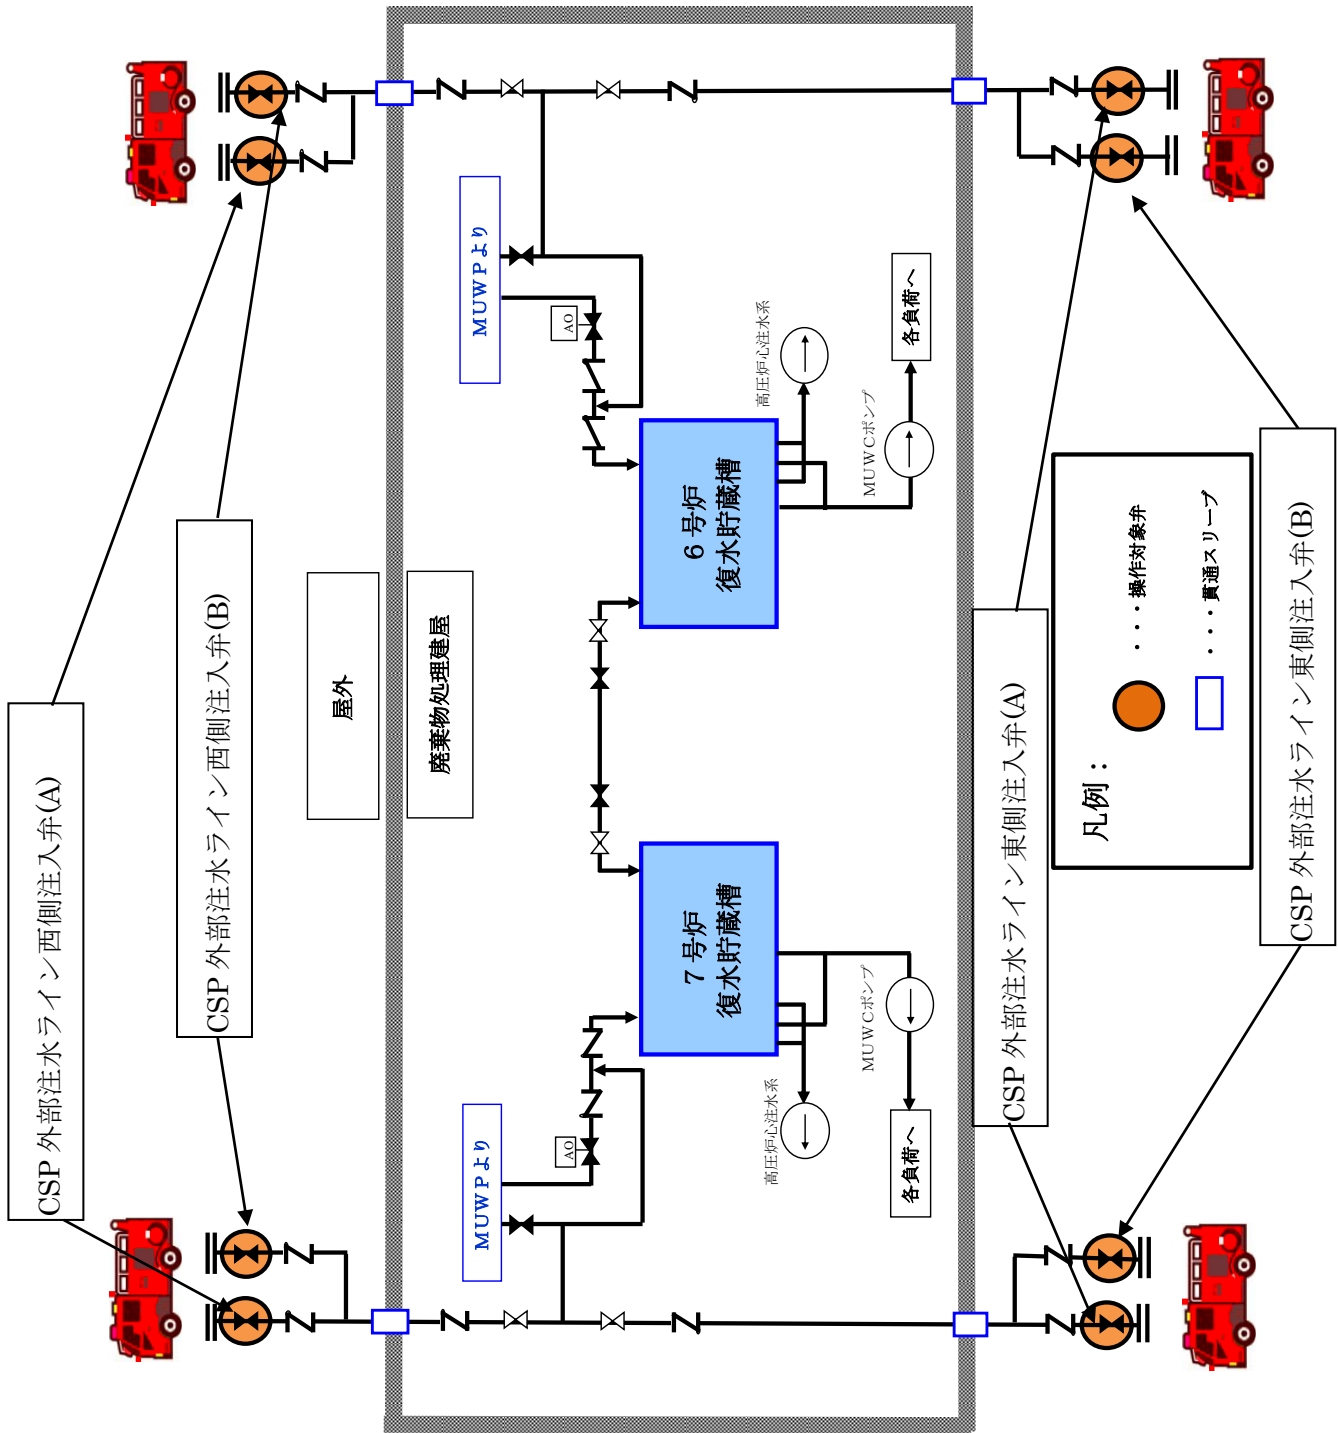 CSP 外部注水ライン西側注入弁(A)
CSP 外部注水ライン西側注入弁(B)
屋外
廃棄物処理建屋
MUWPより
MUWPより
AO
AO
7号炉
復水貯蔵槽
6号炉
復水貯蔵槽
高圧炉心注水系
高圧炉心注水系
MUWCポンプ
MUWCポンプ
各負荷へ
各負荷へ
CSP 外部注水ライン東側注入弁(A)
凡例：
・・・操作対象弁
・・・貫通スリーブ
CSP 外部注水ライン東側注入弁(B)